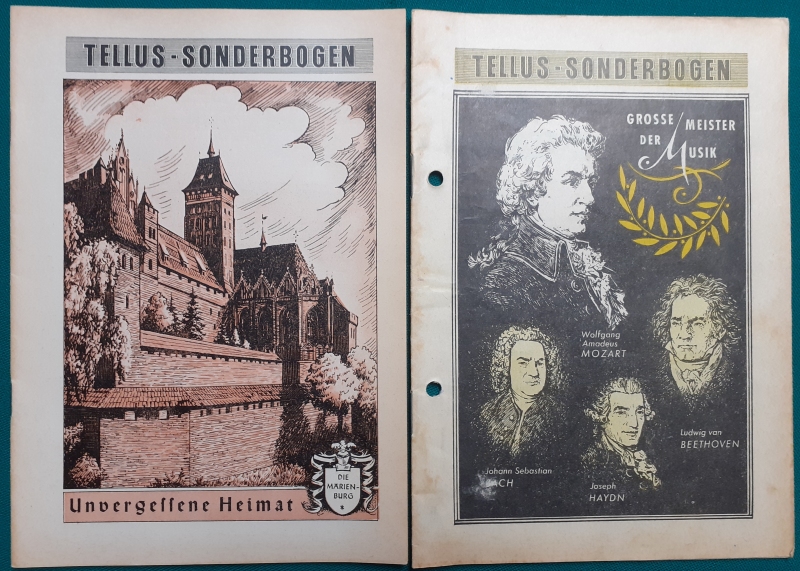 TELLUS-SONDERBOGEN
DIE
MARIEN-
BURG
Unvergessene Heimat
TELLUS-SONDERBOGEN
GROSSE MEISTER
DER MUSIK
Wolfgang
Amadeus
MOZART
Ludwig van
BEETHOVEN
Johann Sebastian
BACH
Joseph
HAYDN